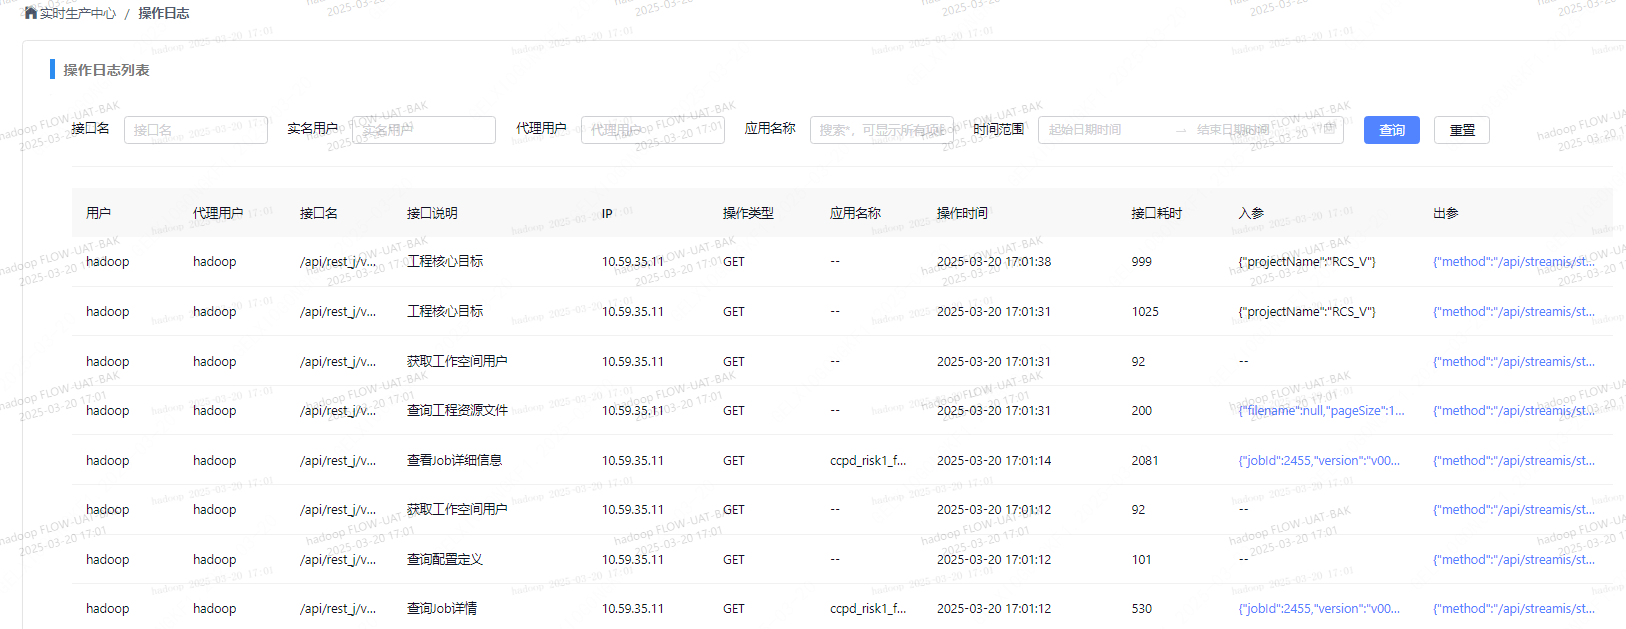 实时生产中心 / 操作日志
操作日志列表
接口名 接口名 实名用户 实名用户 代理用户 代理用户 应用名称 搜索*，可显示所有项 时间范围 起始日期时间 → 结束日期时间 查询 重置
用户 代理用户 接口名 接口说明 IP 操作类型 应用名称 操作时间 接口耗时 入参 出参
hadoop hadoop /api/rest_j/v... 工程核心目标 10.59.35.11 GET -- 2025-03-20 17:01:38 999 {"projectName":"RCS_V"} {"method":"/api/streamis/st...
hadoop hadoop /api/rest_j/v... 工程核心目标 10.59.35.11 GET -- 2025-03-20 17:01:31 1025 {"projectName":"RCS_V"} {"method":"/api/streamis/st...
hadoop hadoop /api/rest_j/v... 获取工作空间用户 10.59.35.11 GET -- 2025-03-20 17:01:31 92 -- {"method":"/api/streamis/st...
hadoop hadoop /api/rest_j/v... 查询工程资源文件 10.59.35.11 GET -- 2025-03-20 17:01:31 200 {"filename":null,"pageSize":1... {"method":"/api/streamis/st...
hadoop hadoop /api/rest_j/v... 查看Job详细信息 10.59.35.11 GET ccpd_risk1_f... 2025-03-20 17:01:14 2081 {"jobId":2455,"version":"v00... {"method":"/api/streamis/st...
hadoop hadoop /api/rest_j/v... 获取工作空间用户 10.59.35.11 GET -- 2025-03-20 17:01:12 92 -- {"method":"/api/streamis/st...
hadoop hadoop /api/rest_j/v... 查询配置定义 10.59.35.11 GET -- 2025-03-20 17:01:12 101 -- {"method":"/api/streamis/st...
hadoop hadoop /api/rest_j/v... 查询Job详情 10.59.35.11 GET ccpd_risk1_f... 2025-03-20 17:01:12 530 {"jobId":2455,"version":"v00... {"method":"/api/streamis/st...
hadoop FLOW-UAT-BAK
2025-03-20 17:01
hadoop 2025-03-20 17:01